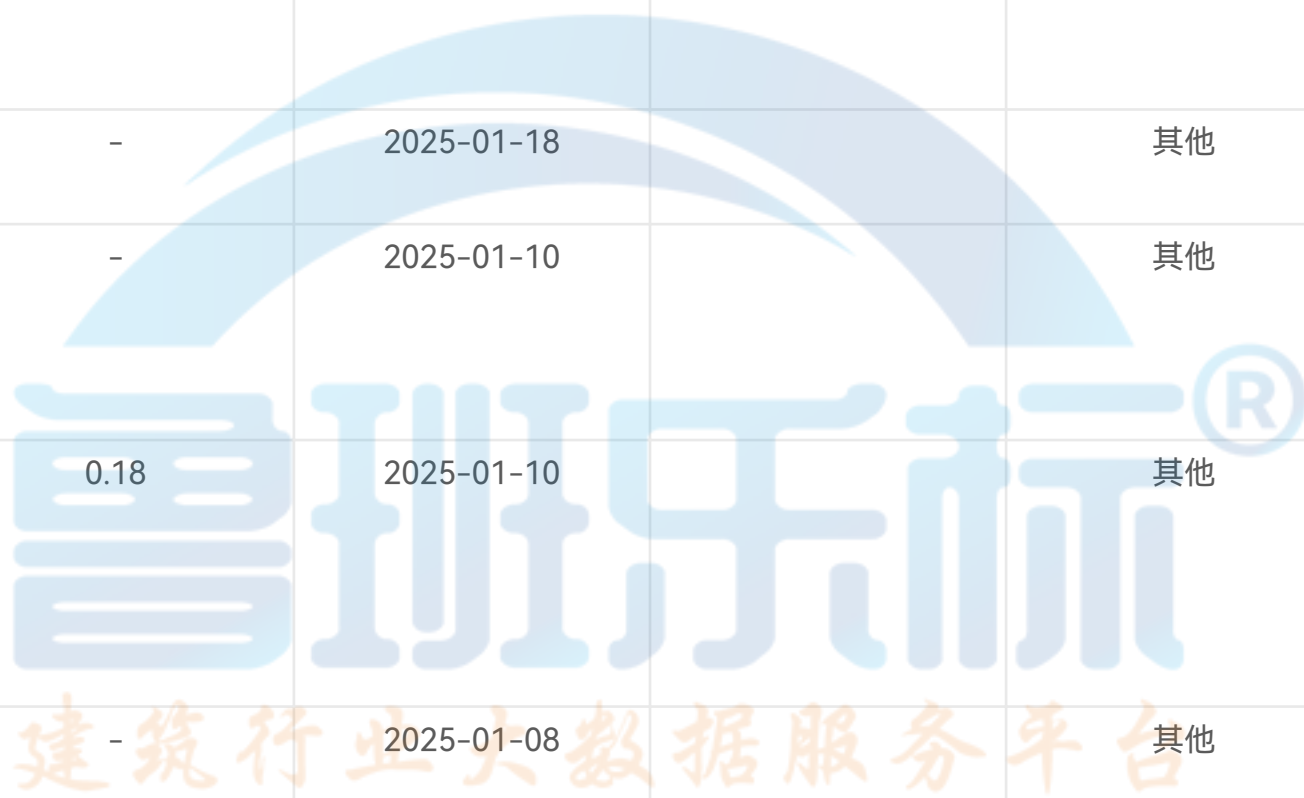 - 2025-01-18 其他
- 2025-01-10 其他
鲁班乐标®
0.18 2025-01-10 其他
建筑行业大数据服务平台
- 2025-01-08 其他